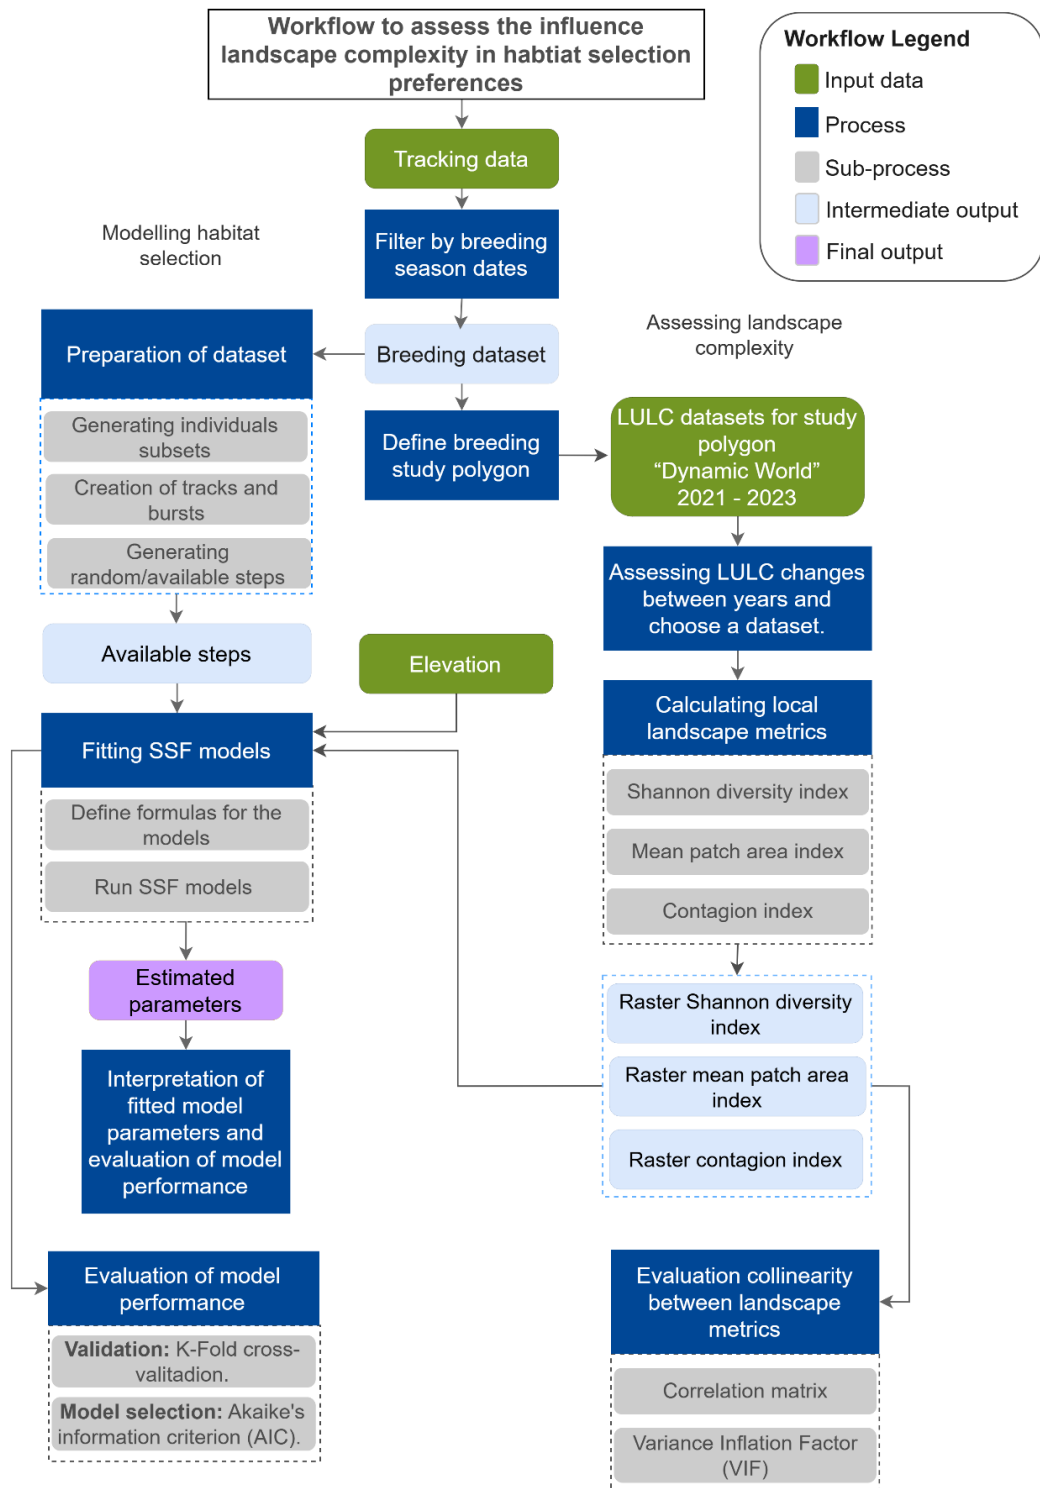 Workflow to assess the influence
landscape complexity in habtiat selection
preferences
Workflow Legend
Input data
Process
Sub-process
Intermediate output
Final output
Tracking data
Filter by breeding
season dates
Modelling habitat
selection
Breeding dataset
Preparation of dataset
Generating individuals
subsets
Creation of tracks and
bursts
Generating
random/available steps
Define breeding
study polygon
Assessing landscape
complexity
LULC datasets for study
polygon
“Dynamic World”
2021 - 2023
Assessing LULC changes
between years and
choose a dataset.
Available steps
Elevation
Calculating local
landscape metrics
Shannon diversity index
Mean patch area index
Contagion index
Fitting SSF models
Define formulas for the
models
Run SSF models
Estimated
parameters
Interpretation of
fitted model
parameters and
evaluation of model
performance
Raster Shannon diversity
index
Raster mean patch area
index
Raster contagion index
Evaluation of model
performance
Validation: K-Fold cross-
valitadion.
Model selection: Akaike's
information criterion (AIC).
Evaluation collinearity
between landscape
metrics
Correlation matrix
Variance Inflation Factor
(VIF)